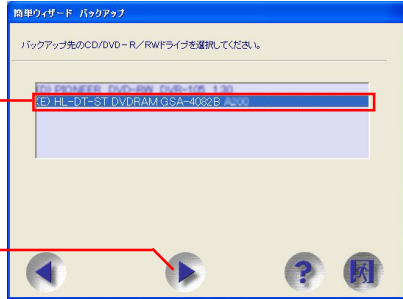 簡単ウィザード バックアップ
バックアップ先のCD/DVD-R/RWドライブを選択してください。
(D) PIONEER DVD-RW DVR-105 1.30
(E) HL-DT-ST DVDRAM GSA-4082B A200
?